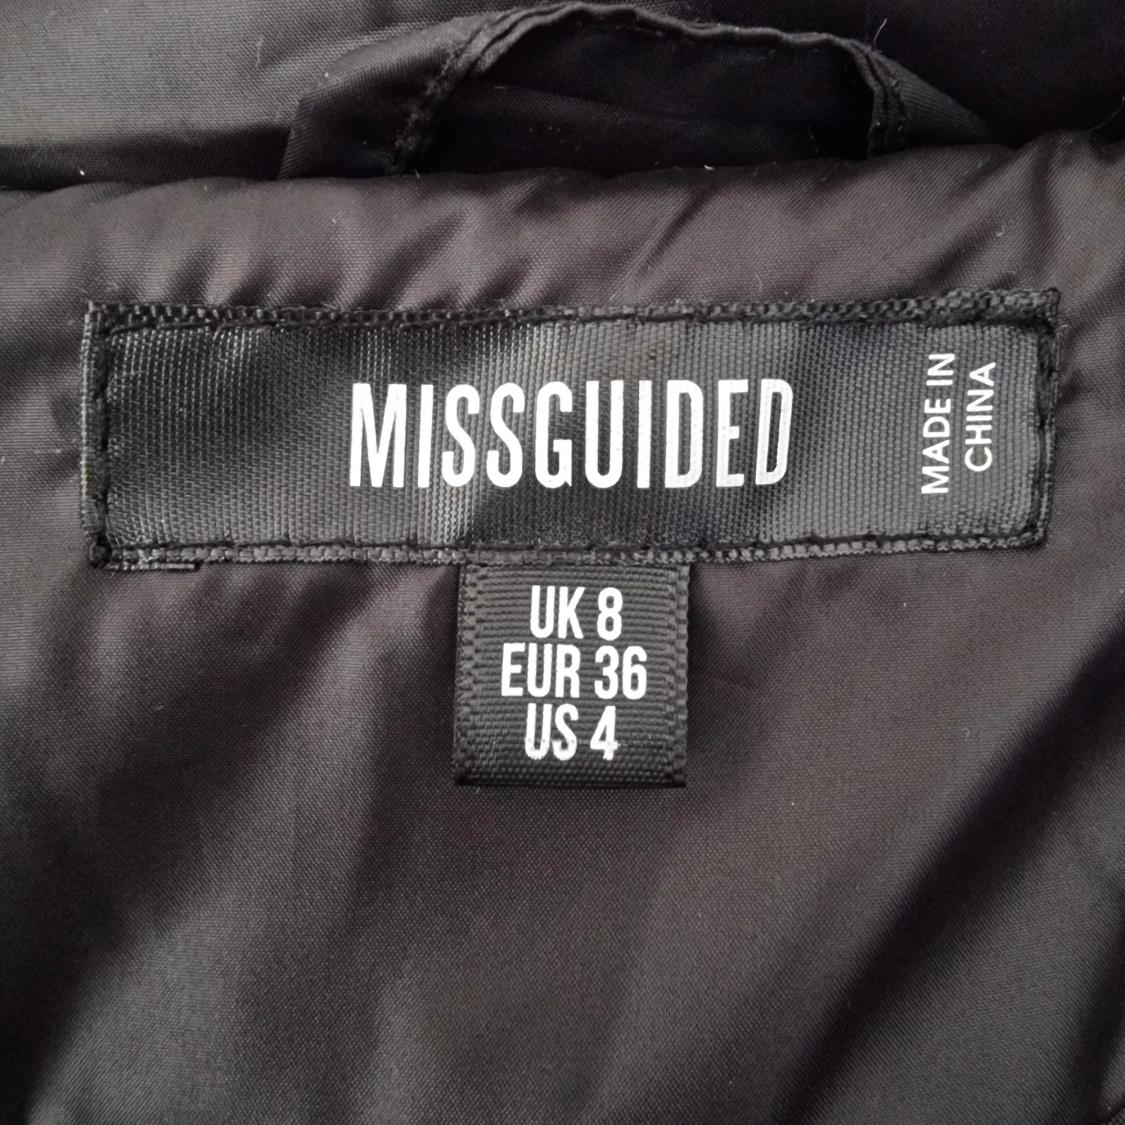 MISSGUIDED
MADE IN
CHINA
UK 8
EUR 36
US 4